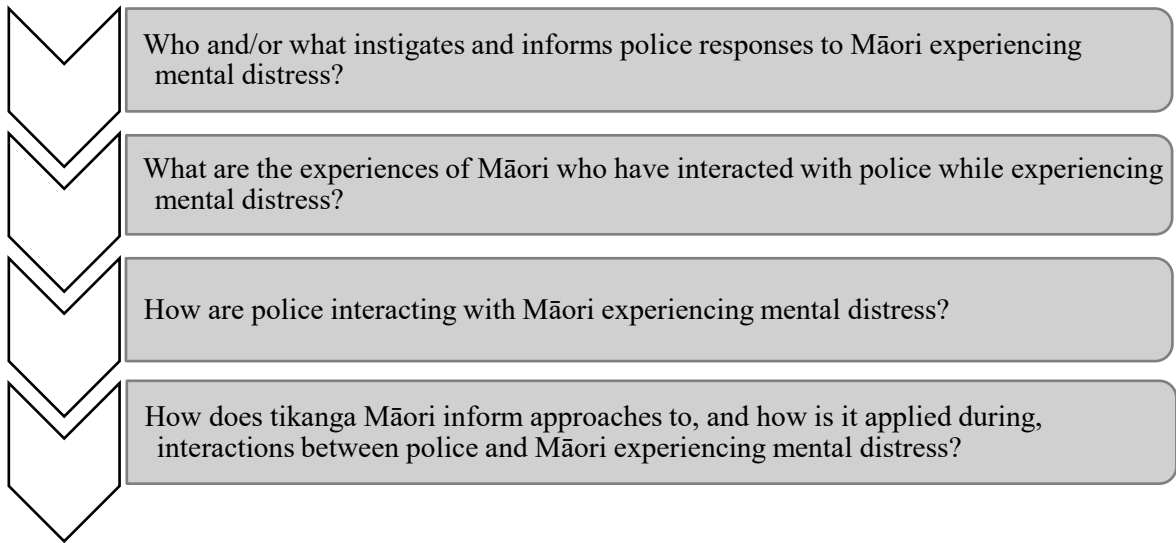 Who and/or what instigates and informs police responses to Māori experiencing
mental distress?
What are the experiences of Māori who have interacted with police while experiencing
mental distress?
How are police interacting with Māori experiencing mental distress?
How does tikanga Māori inform approaches to, and how is it applied during,
interactions between police and Māori experiencing mental distress?